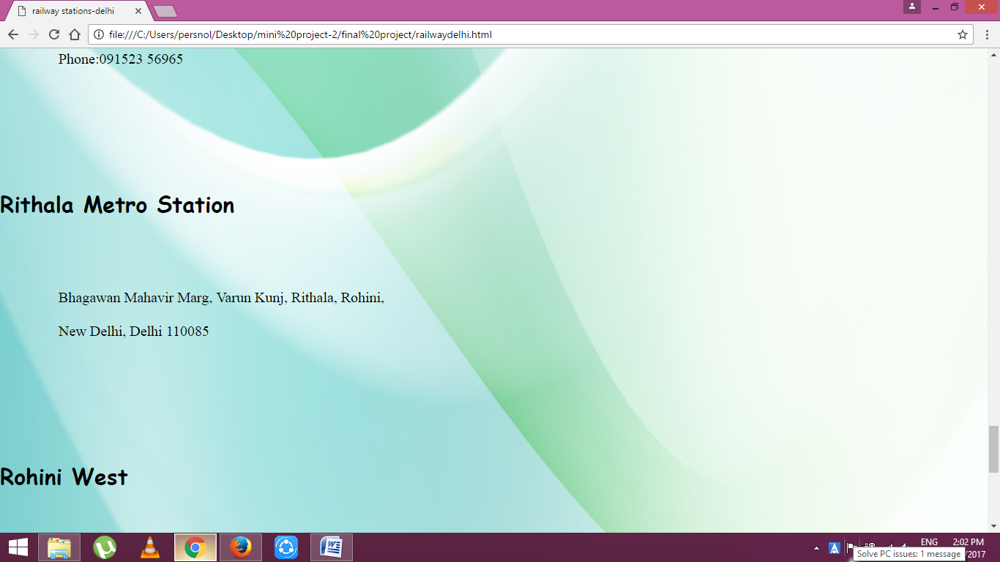 railway stations-delhi
file:///C:/Users/persnol/Desktop/mini%20project-2/final%20project/railwaydelhi.html
Phone:091523 56965
Rithala Metro Station
Bhagawan Mahavir Marg, Varun Kunj, Rithala, Rohini,
New Delhi, Delhi 110085
Rohini West
ENG 2:02 PM
/2017
Solve PC issues: 1 message